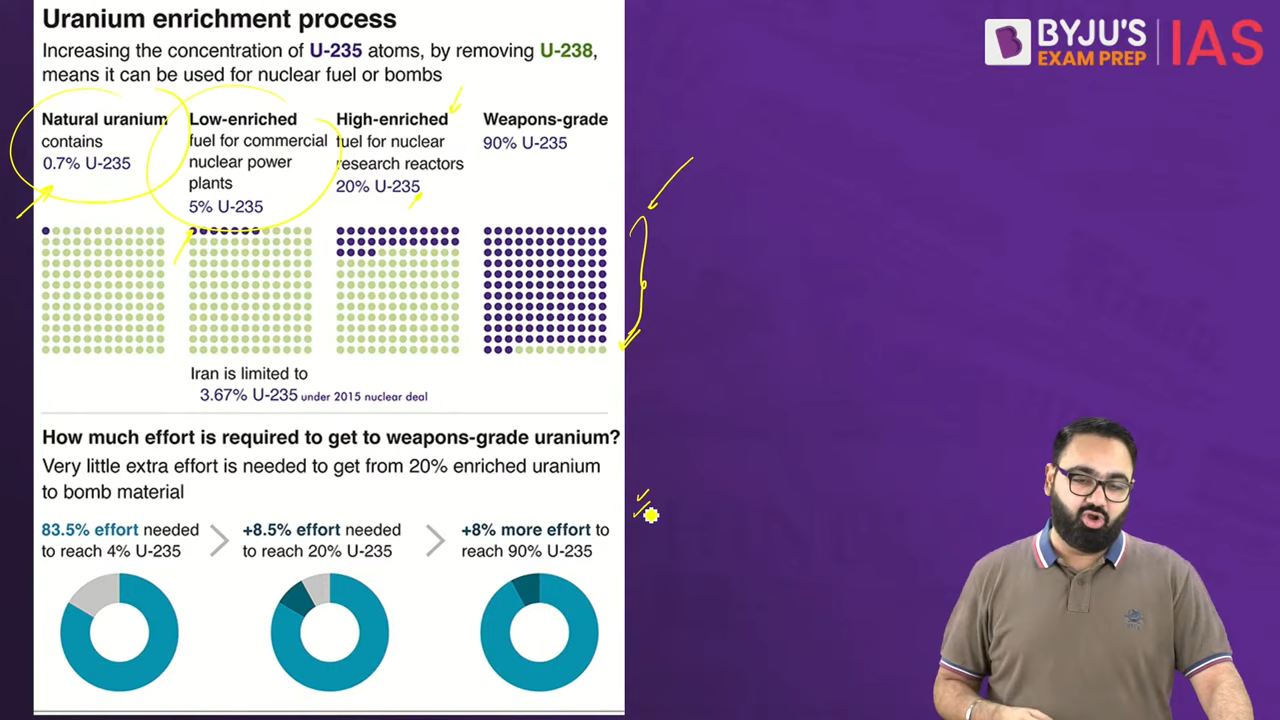 Uranium enrichment process
Increasing the concentration of U-235 atoms, by removing U-238,
means it can be used for nuclear fuel or bombs
Natural uranium
contains
0.7% U-235
Low-enriched
fuel for commercial
nuclear power
plants
5% U-235
High-enriched
fuel for nuclear
research reactors
20% U-235
Weapons-grade
90% U-235
Iran is limited to
3.67% U-235 under 2015 nuclear deal
How much effort is required to get to weapons-grade uranium?
Very little extra effort is needed to get from 20% enriched uranium
to bomb material
83.5% effort needed
to reach 4% U-235
+8.5% effort needed
to reach 20% U-235
+8% more effort to
reach 90% U-235
BYJU'S
EXAM PREP
IAS